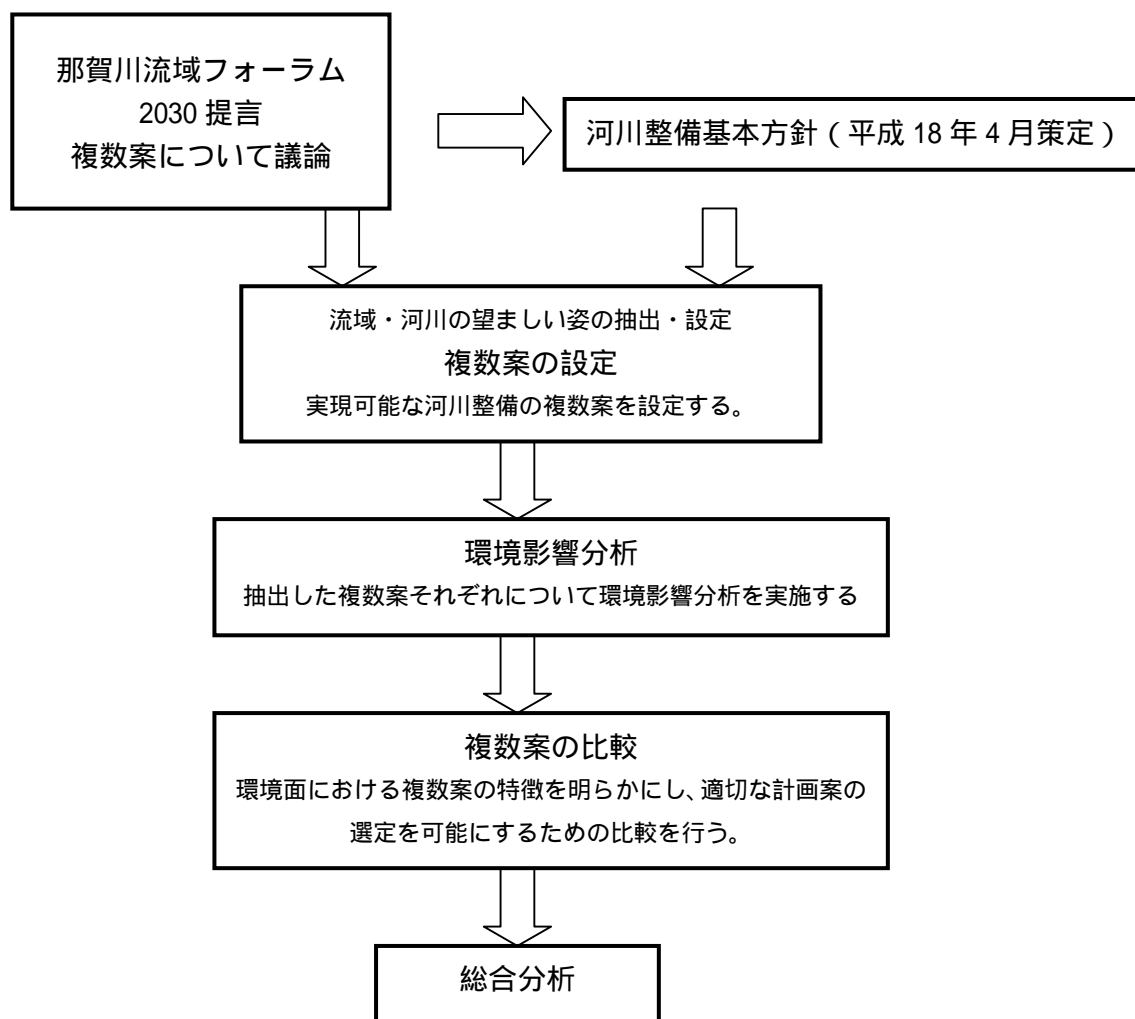 那賀川流域フォーラム
2030 提言
複数案について議論
河川整備基本方針（平成 18 年 4 月策定）
流域・河川の望ましい姿の抽出・設定
複数案の設定
実現可能な河川整備の複数案を設定する。
環境影響分析
抽出した複数案それぞれについて環境影響分析を実施する
複数案の比較
環境面における複数案の特徴を明らかにし、適切な計画案の
選定を可能にするための比較を行う。
総合分析